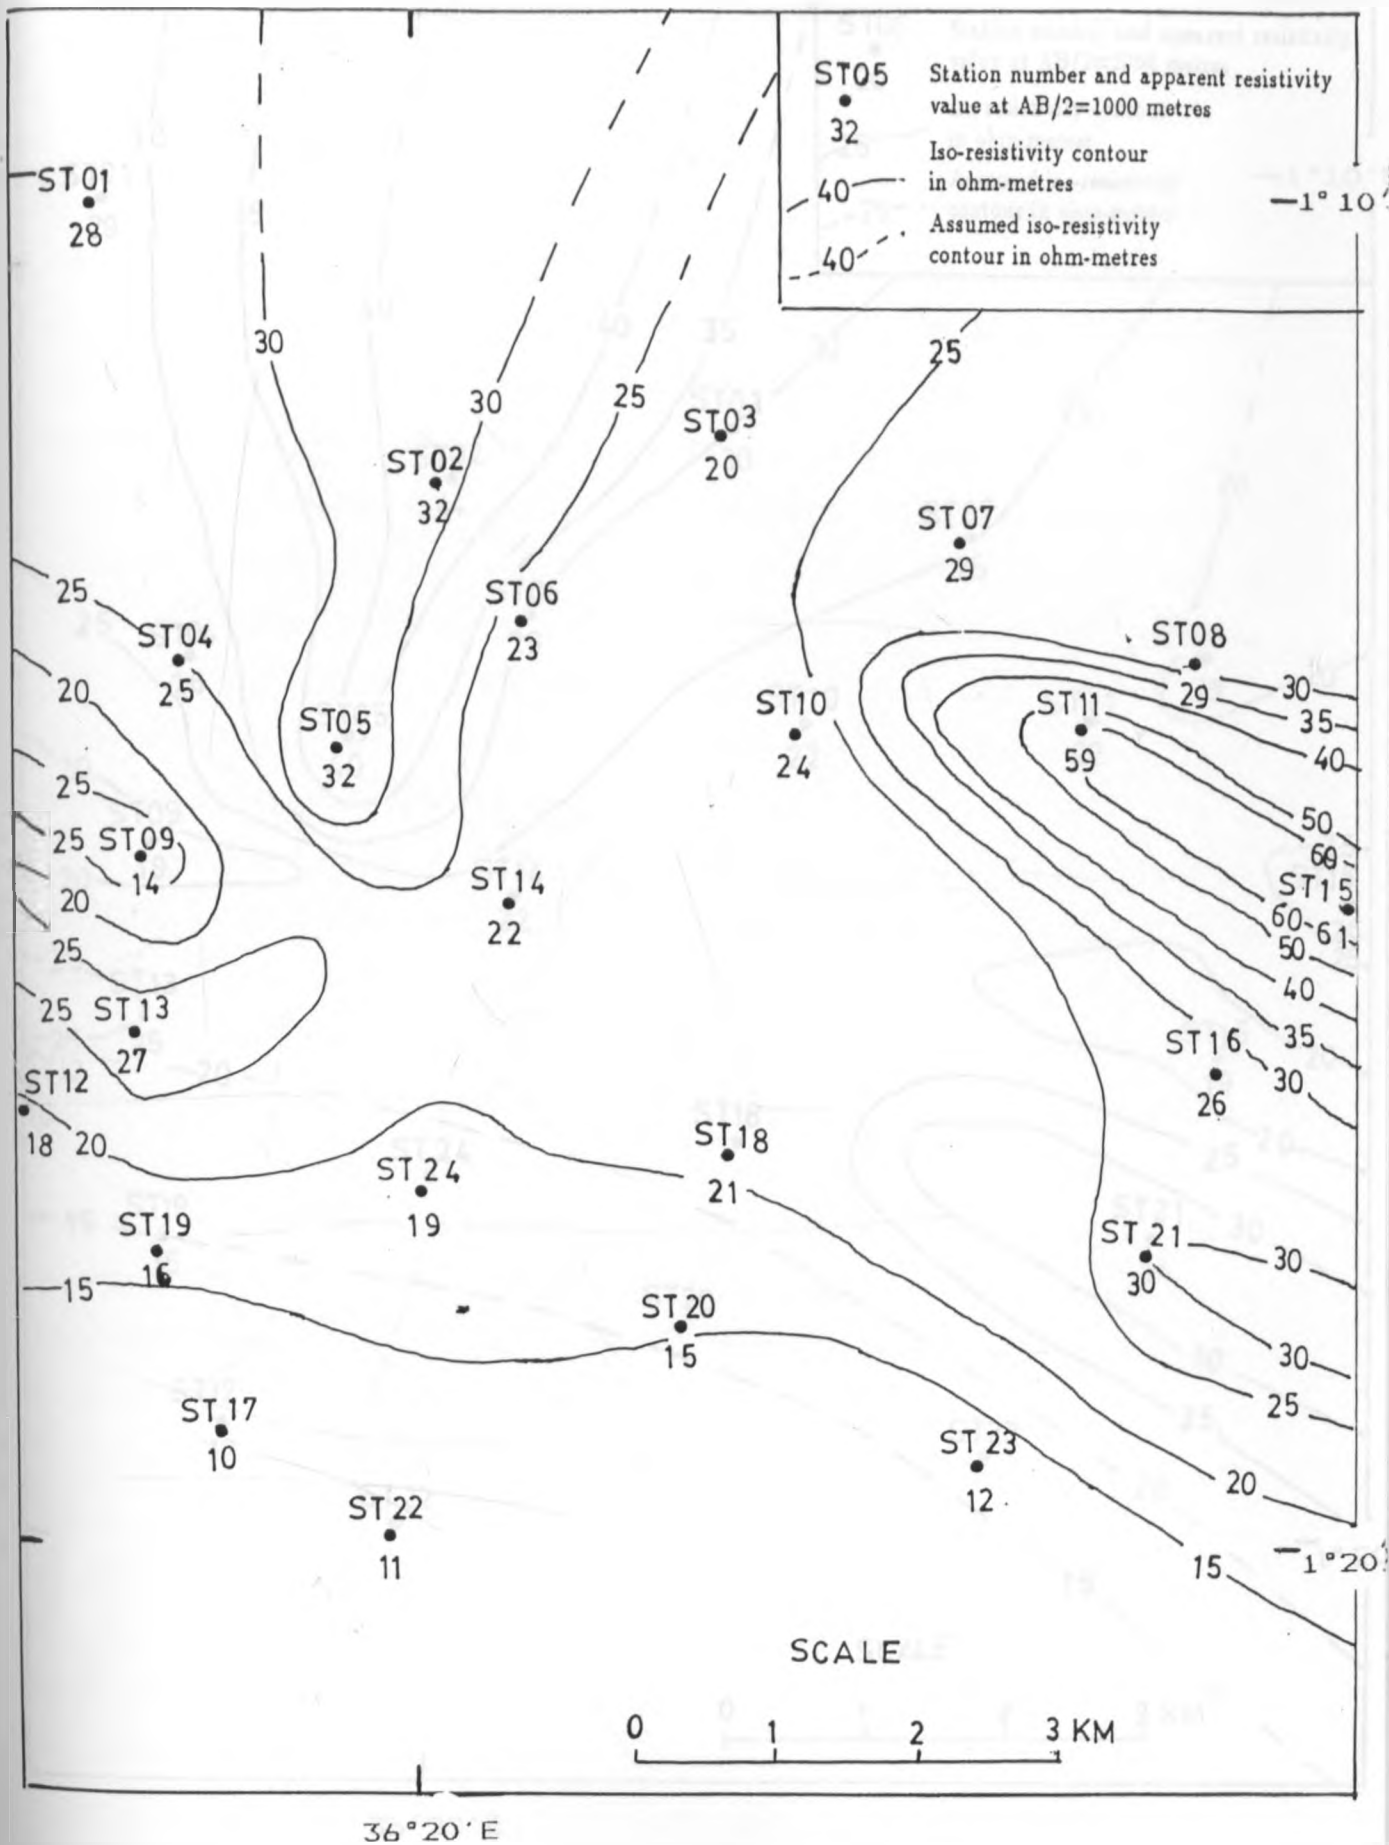 ST05
32
Station number and apparent resistivity
value at AB/2=1000 metres
40
Iso-resistivity contour
in ohm-metres
40
Assumed iso-resistivity
contour in ohm-metres
ST01
28
1°10'
30
25
30
25
ST03
20
ST02
32
ST07
29
25
ST06
23
ST04
25
ST08
29
30
20
ST05
32
ST10
24
ST11
59
35
40
25
50
60
25
ST09
14
ST14
22
ST15
61
60
50
20
25
40
25
ST13
27
35
ST16
26
30
ST12
18
20
ST18
21
ST24
19
ST19
16
15
ST21
30
30
ST20
15
30
25
ST17
10
ST23
12
20
ST22
11
15
1°20'
SCALE
0 1 2 3 KM
36°20'E